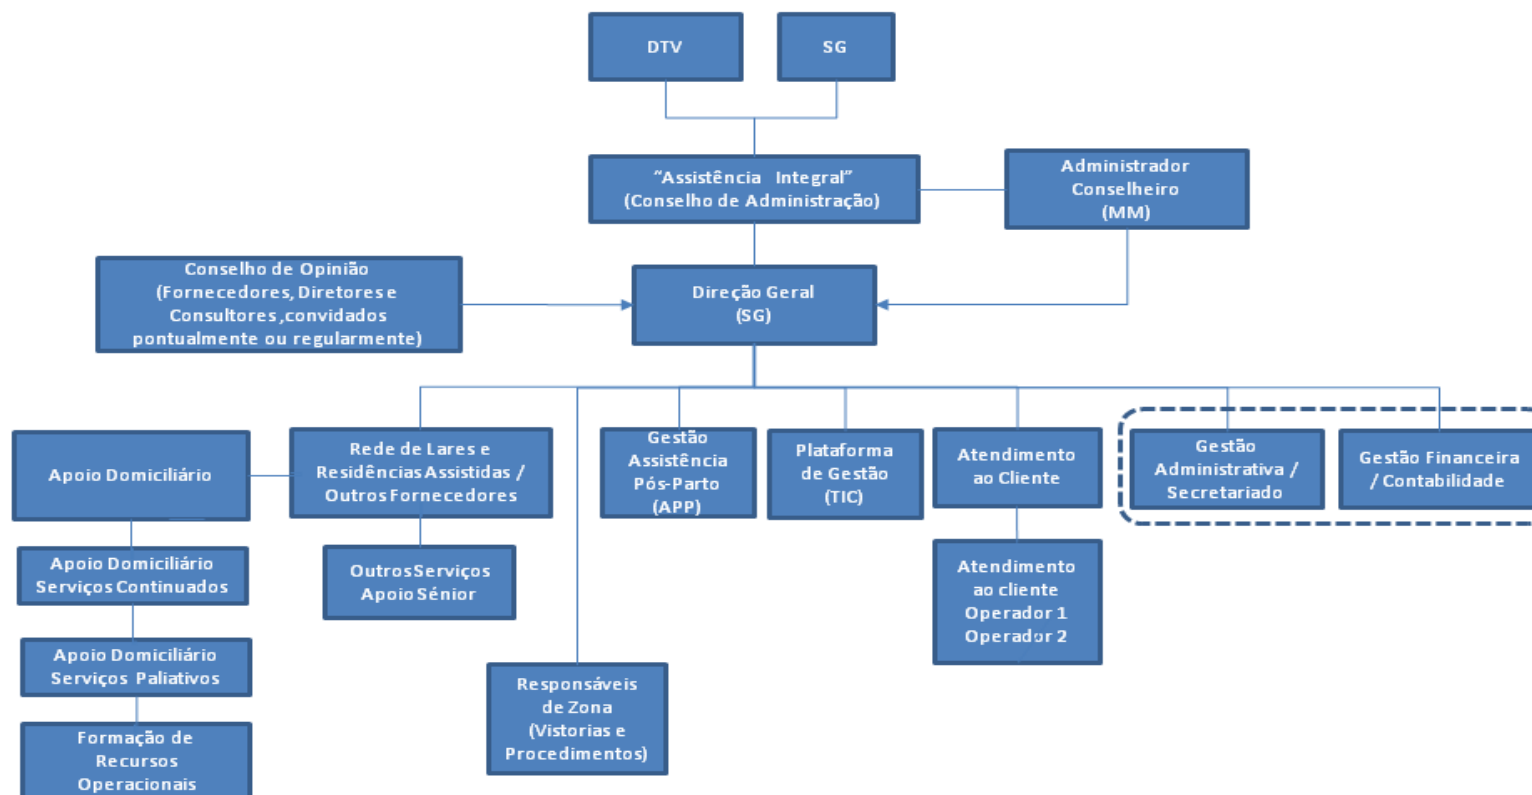 DTV
SG
“Assistência Integral”
(Conselho de Administração)
Administrador
Conselheiro
(MM)
Conselho de Opinião
(Fornecedores, Diretores e
Consultores ,convidados
pontualmente ou regularmente)
Direção Geral
(SG)
Apoio Domiciliário
Rede de Lares e
Residências Assistidas /
Outros Fornecedores
Gestão
Assistência
Pós-Parto
(APP)
Plataforma
de Gestão
(TIC)
Atendimento
ao Cliente
Gestão
Administrativa /
Secretariado
Gestão Financeira
/ Contabilidade
Apoio Domiciliário
Serviços Continuados
Outros Serviços
Apoio Sénior
Atendimento
ao cliente
Operador 1
Operador 2
Apoio Domiciliário
Serviços Paliativos
Responsáveis
de Zona
(Vistorias e
Procedimentos)
Formação de
Recursos
Operacionais